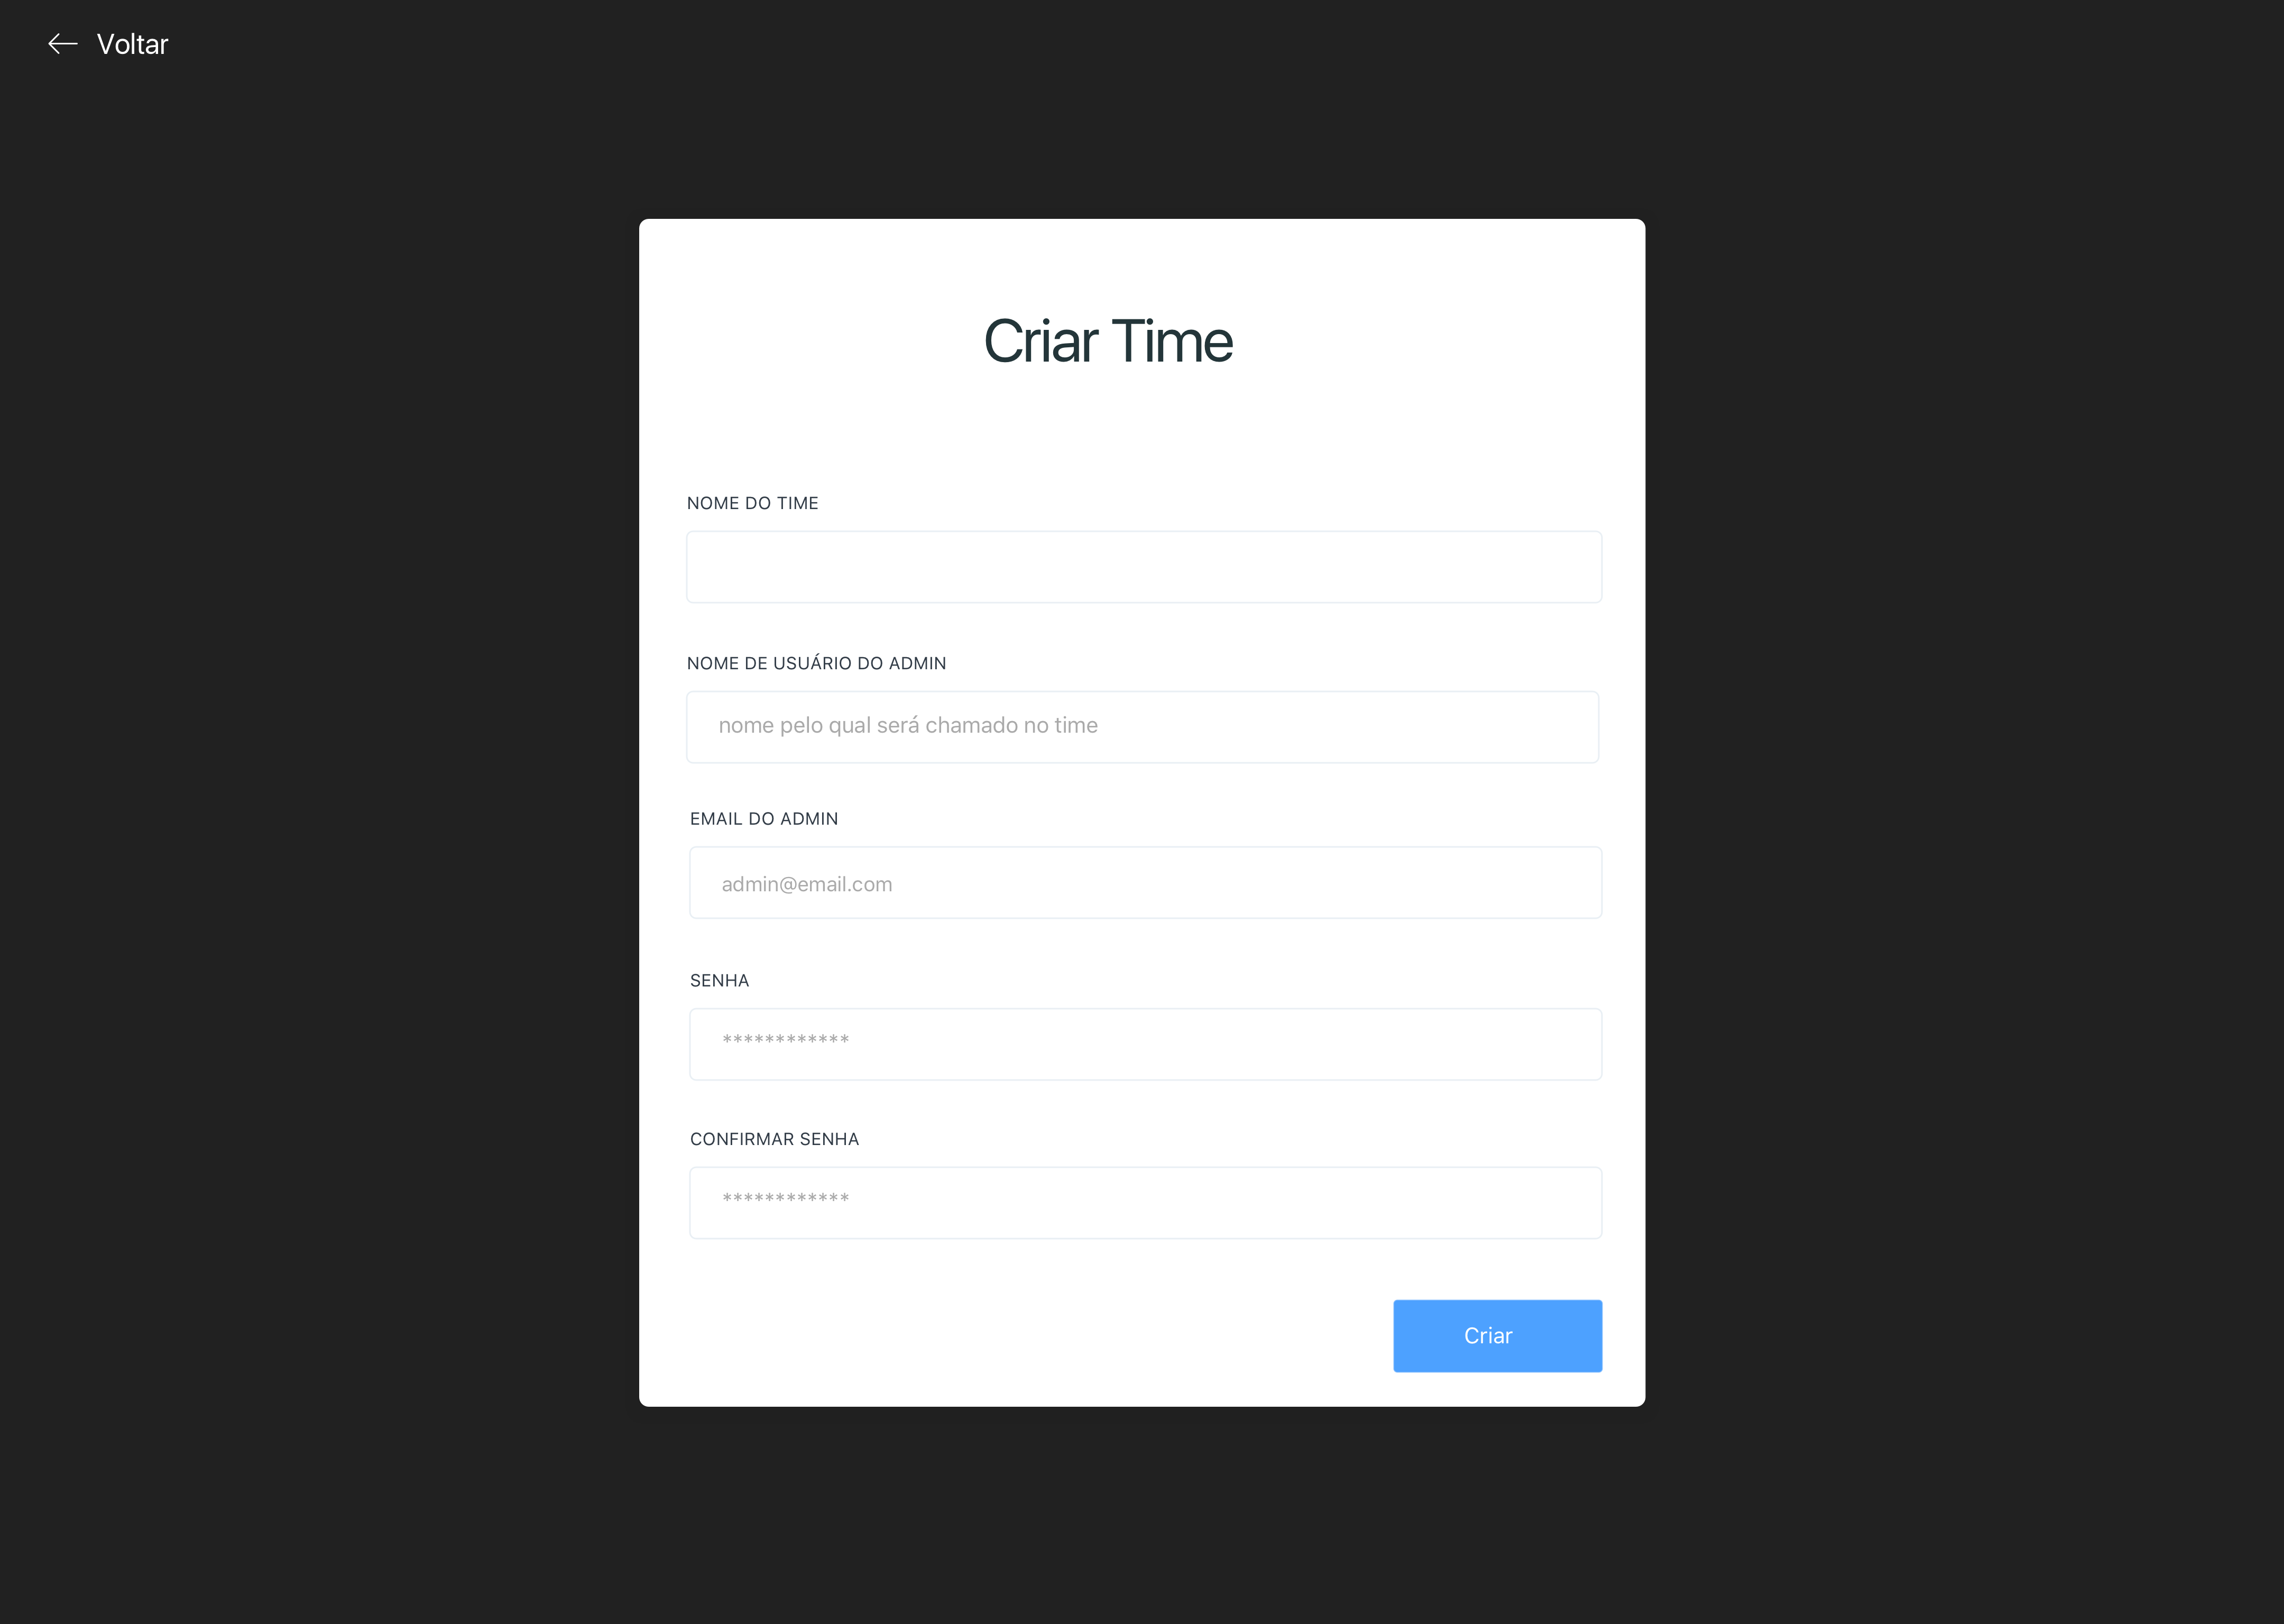 Voltar
Criar Time
NOME DO TIME
NOME DE USUÁRIO DO ADMIN
nome pelo qual será chamado no time
EMAIL DO ADMIN
admin@email.com
SENHA
************
CONFIRMAR SENHA
************
Criar